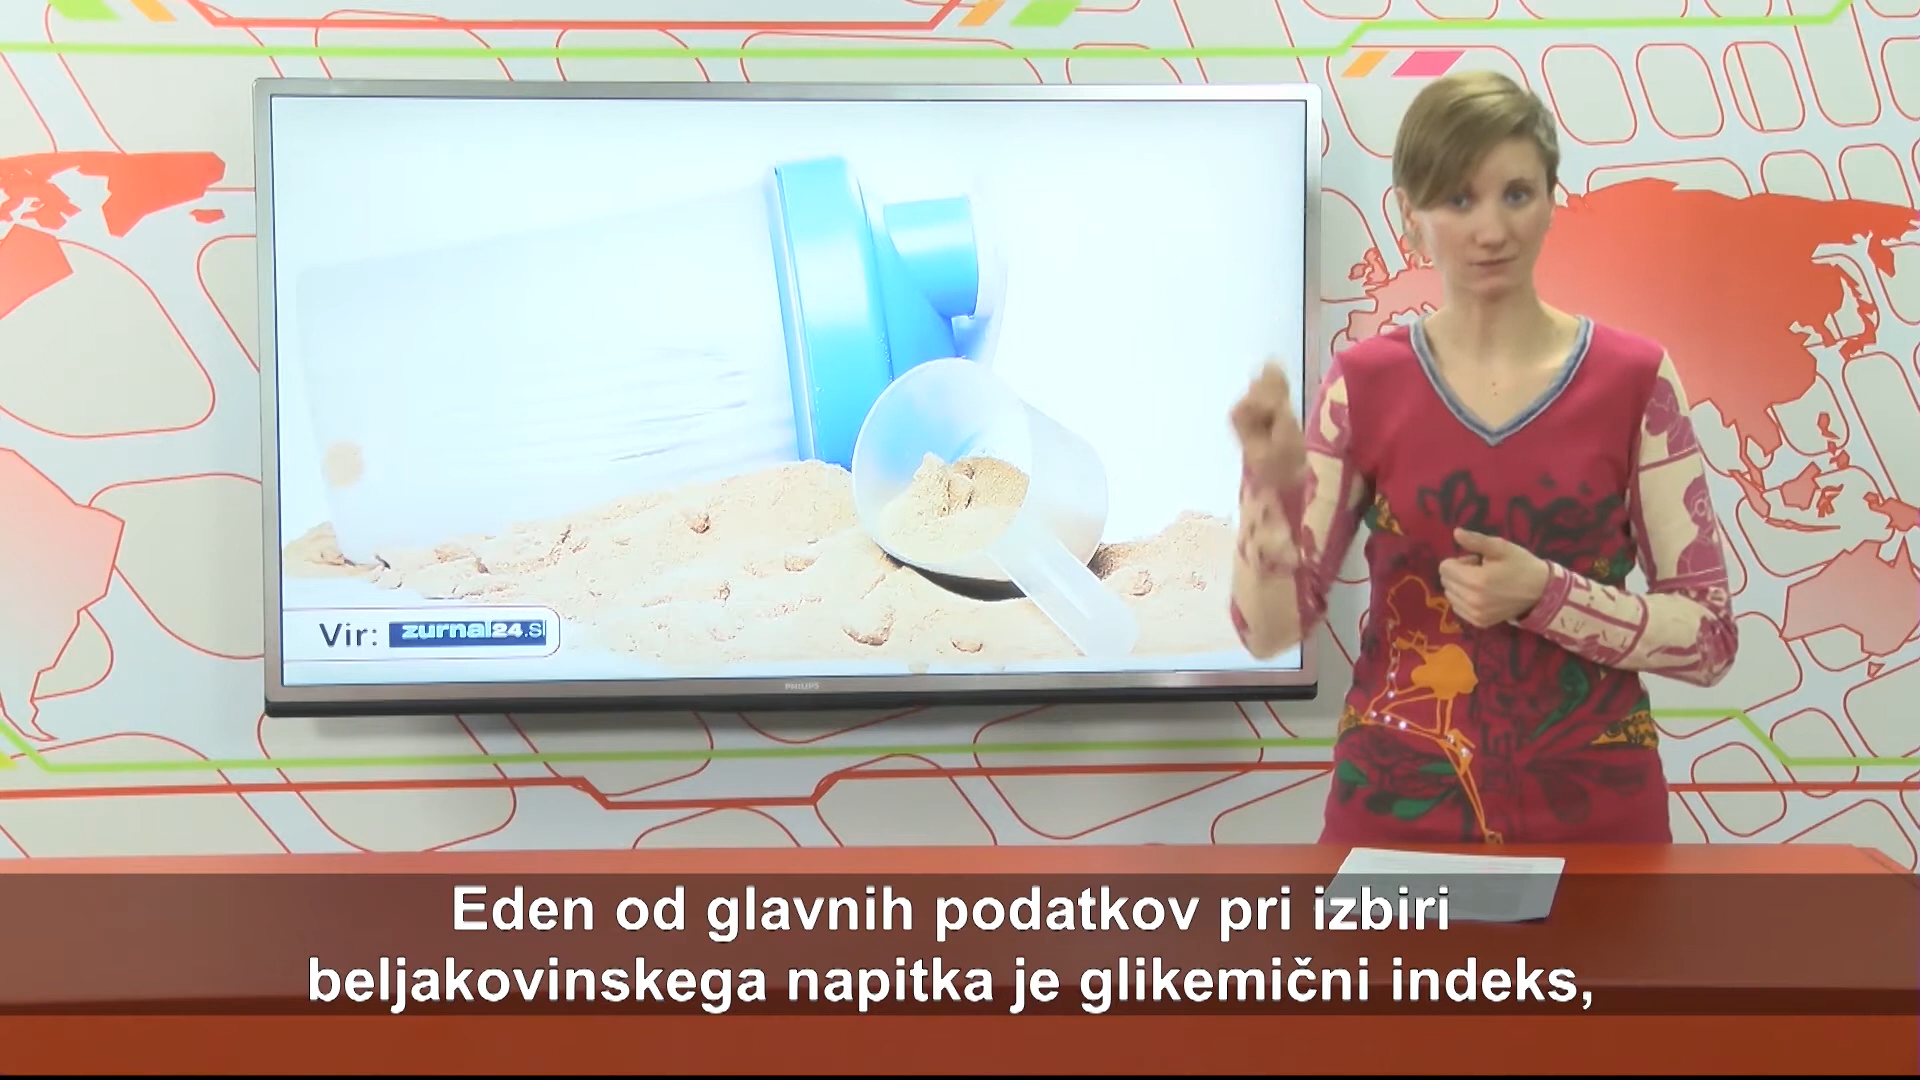 Vir: zurnal24.si
PHILIPS
Eden od glavnih podatkov pri izbiri
beljakovinskega napitka je glikemični indeks,